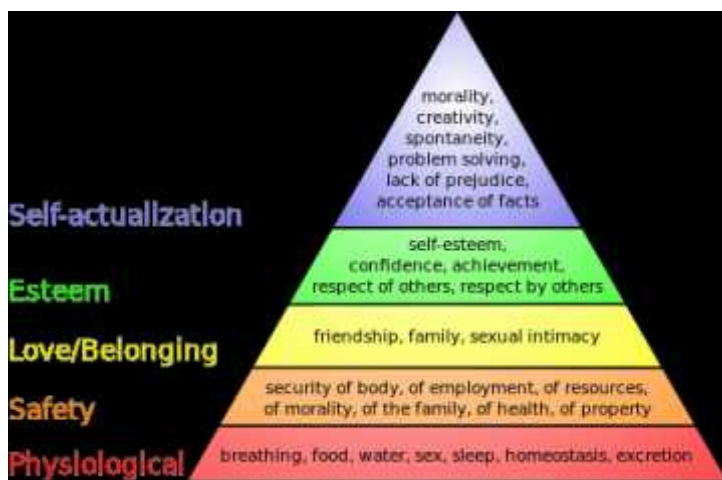 morality,
creativity,
spontaneity,
problem solving,
lack of prejudice,
acceptance of facts
Self-actualization
self-esteem,
confidence, achievement,
respect of others, respect by others
Esteem
friendship, family, sexual intimacy
Love/Belonging
security of body, of employment, of resources,
of morality, of the family, of health, of property
Safety
breathing, food, water, sex, sleep, homeostasis, excretion
Physiological